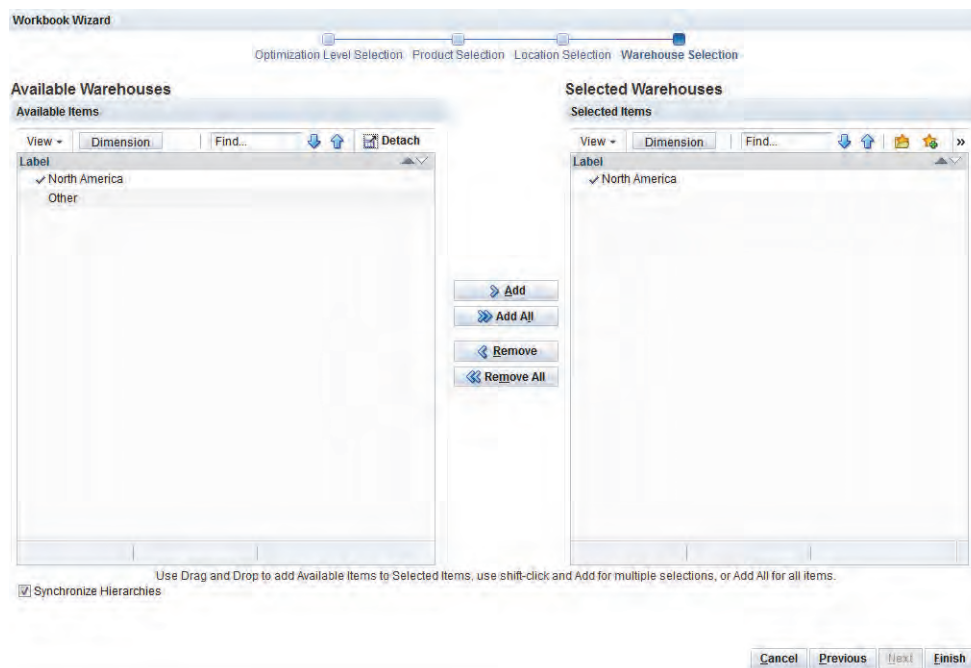 Workbook Wizard
Optimization Level Selection Product Selection Location Selection Warehouse Selection
Available Warehouses
Available Items
View Dimension Find... Detach
Label
North America
Other
Add
Add All
Remove
Remove All
Selected Warehouses
Selected Items
View Dimension Find... »
Label
North America
Use Drag and Drop to add Available Items to Selected Items, use shift-click and Add for multiple selections, or Add All for all items.
Synchronize Hierarchies
Cancel Previous Next Finish